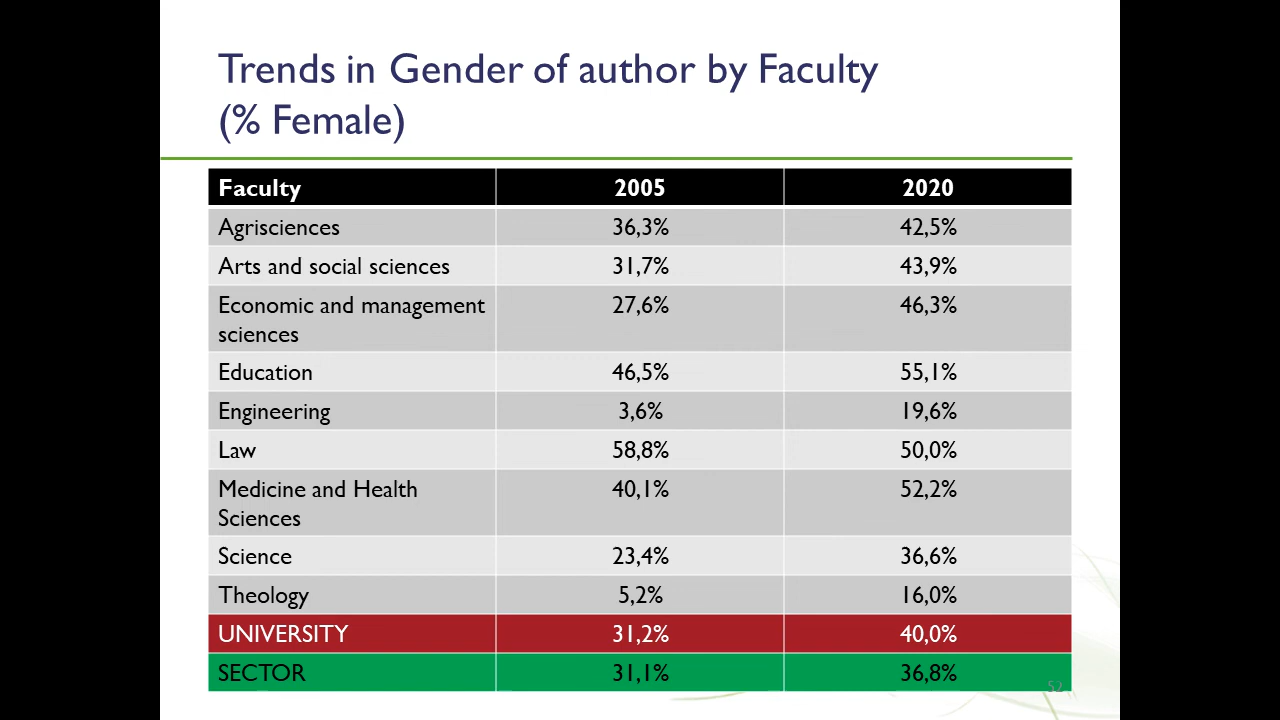 Trends in Gender of author by Faculty
(% Female)
Faculty 2005 2020
Agrisciences 36,3% 42,5%
Arts and social sciences 31,7% 43,9%
Economic and management 27,6% 46,3%
sciences
Education 46,5% 55,1%
Engineering 3,6% 19,6%
Law 58,8% 50,0%
Medicine and Health 40,1% 52,2%
Sciences
Science 23,4% 36,6%
Theology 5,2% 16,0%
UNIVERSITY 31,2% 40,0%
SECTOR 31,1% 36,8%
52